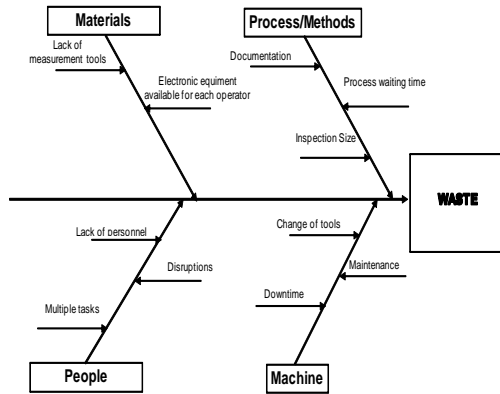 Materials
Process/Methods
Lack of
measurement tools
Electronic equiment
available for each operator
Documentation
Process waiting time
Inspection Size
WASTE
Lack of personnel
Disruptions
Multiple tasks
Change of tools
Maintenance
Downtime
People
Machine